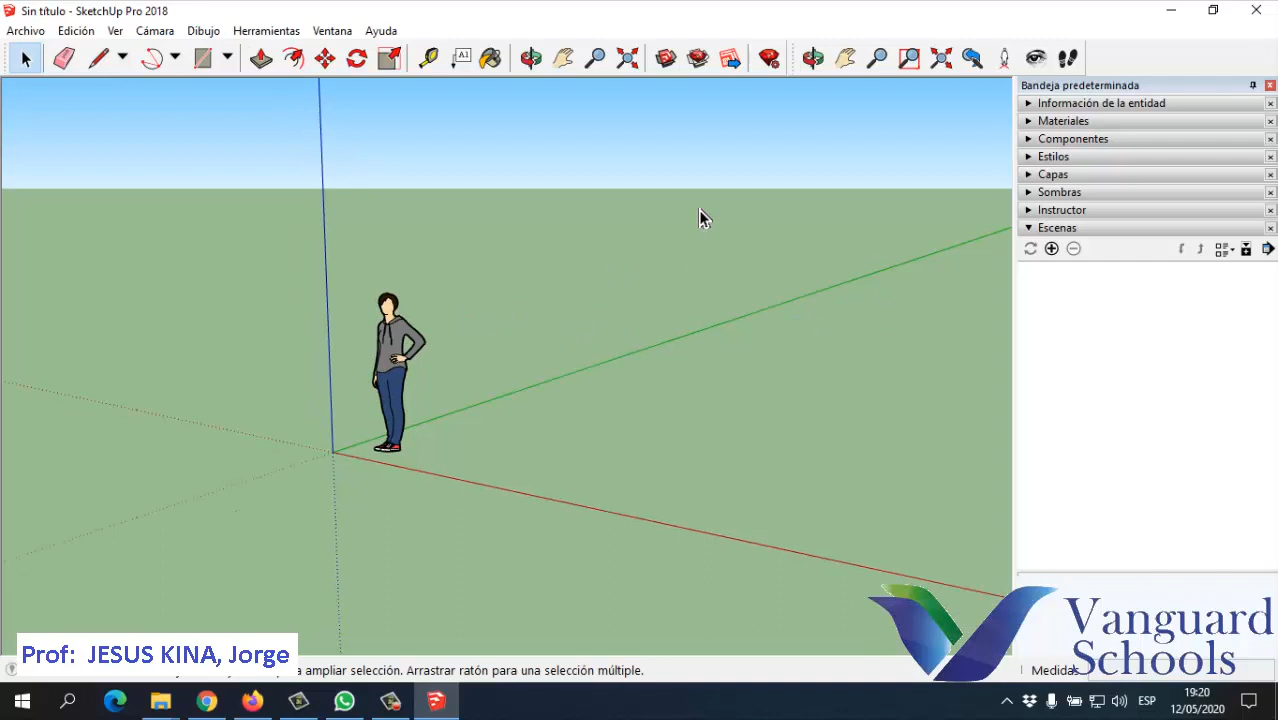 Sin título - SketchUp Pro 2018
Archivo Edición Ver Cámara Dibujo Herramientas Ventana Ayuda
A1
Bandeja predeterminada
Información de la entidad
Materiales
Componentes
Estilos
Capas
Sombras
Instructor
Escenas
Prof: JESUS KINA, Jorge
ampliar selección. Arrastrar ratón para una selección múltiple.
Medidas
Vanguard
Schools
ESP
19:20
12/05/2020